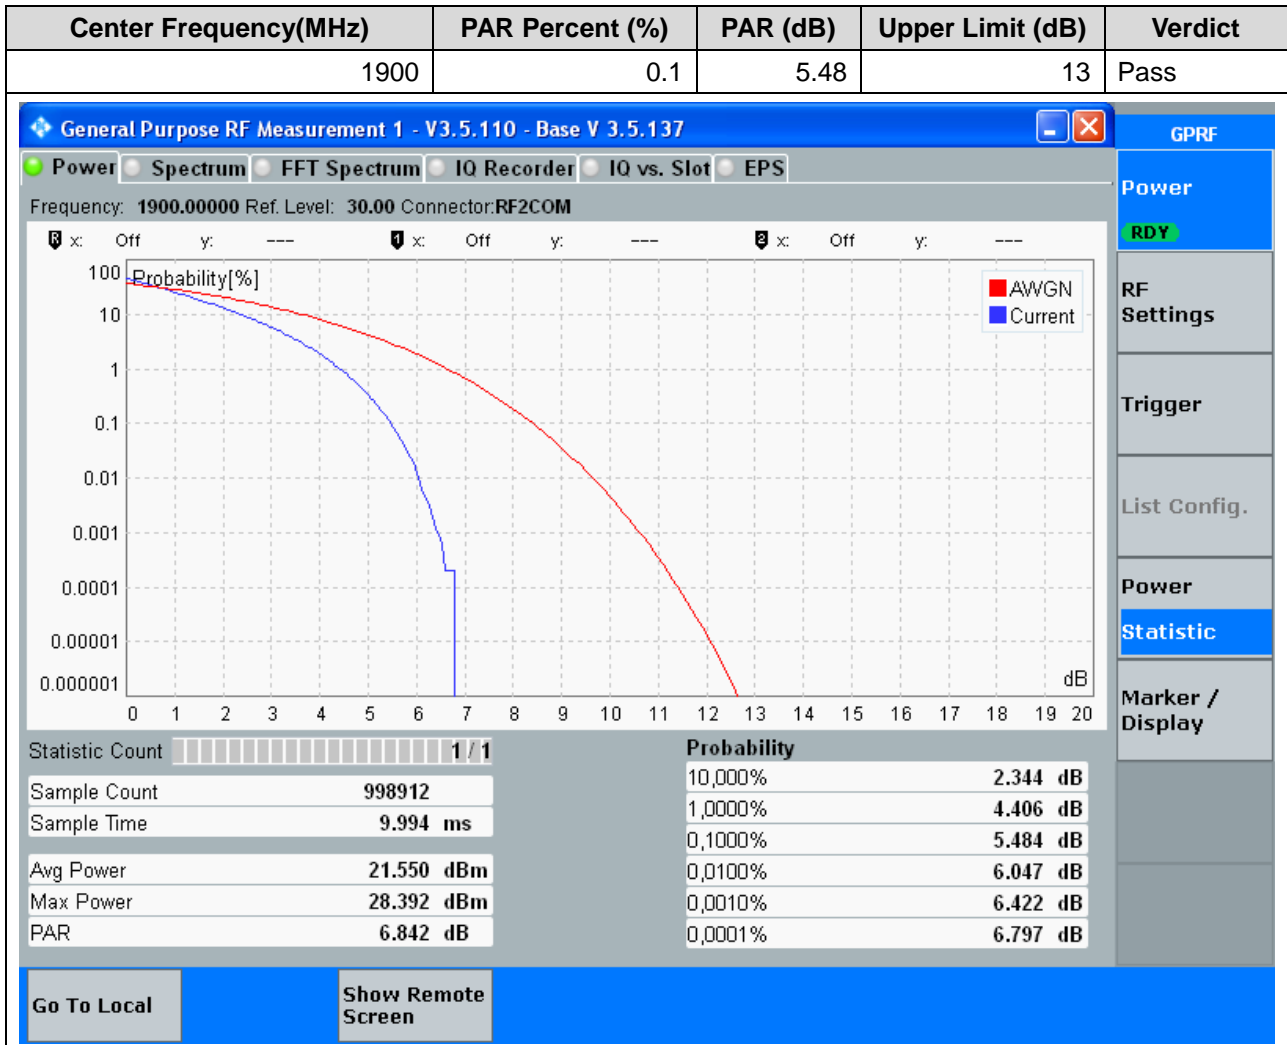 Center Frequency(MHz) PAR Percent (%) PAR (dB) Upper Limit (dB) Verdict
1900 0.1 5.48 13 Pass
General Purpose RF Measurement 1 - V3.5.110 - Base V 3.5.137
GPRF
Power Spectrum FFT Spectrum IQ Recorder IQ vs. Slot EPS
Power
RDY
Frequency: 1900.00000 Ref. Level: 30.00 Connector:RF2COM
R x: Off y: --- 1 x: Off y: --- 2 x: Off y: ---
Probability[%]
AWGN
Current
100
10
1
0.1
0.01
0.001
0.0001
0.00001
0.000001
dB
0 1 2 3 4 5 6 7 8 9 10 11 12 13 14 15 16 17 18 19 20
RF
Settings
Trigger
List Config.
Power
Statistic
Marker /
Display
Statistic Count 1 / 1
Sample Count 998912
Sample Time 9.994 ms
Avg Power 21.550 dBm
Max Power 28.392 dBm
PAR 6.842 dB
Probability
10,000% 2.344 dB
1,0000% 4.406 dB
0,1000% 5.484 dB
0,0100% 6.047 dB
0,0010% 6.422 dB
0,0001% 6.797 dB
Go To Local
Show Remote
Screen